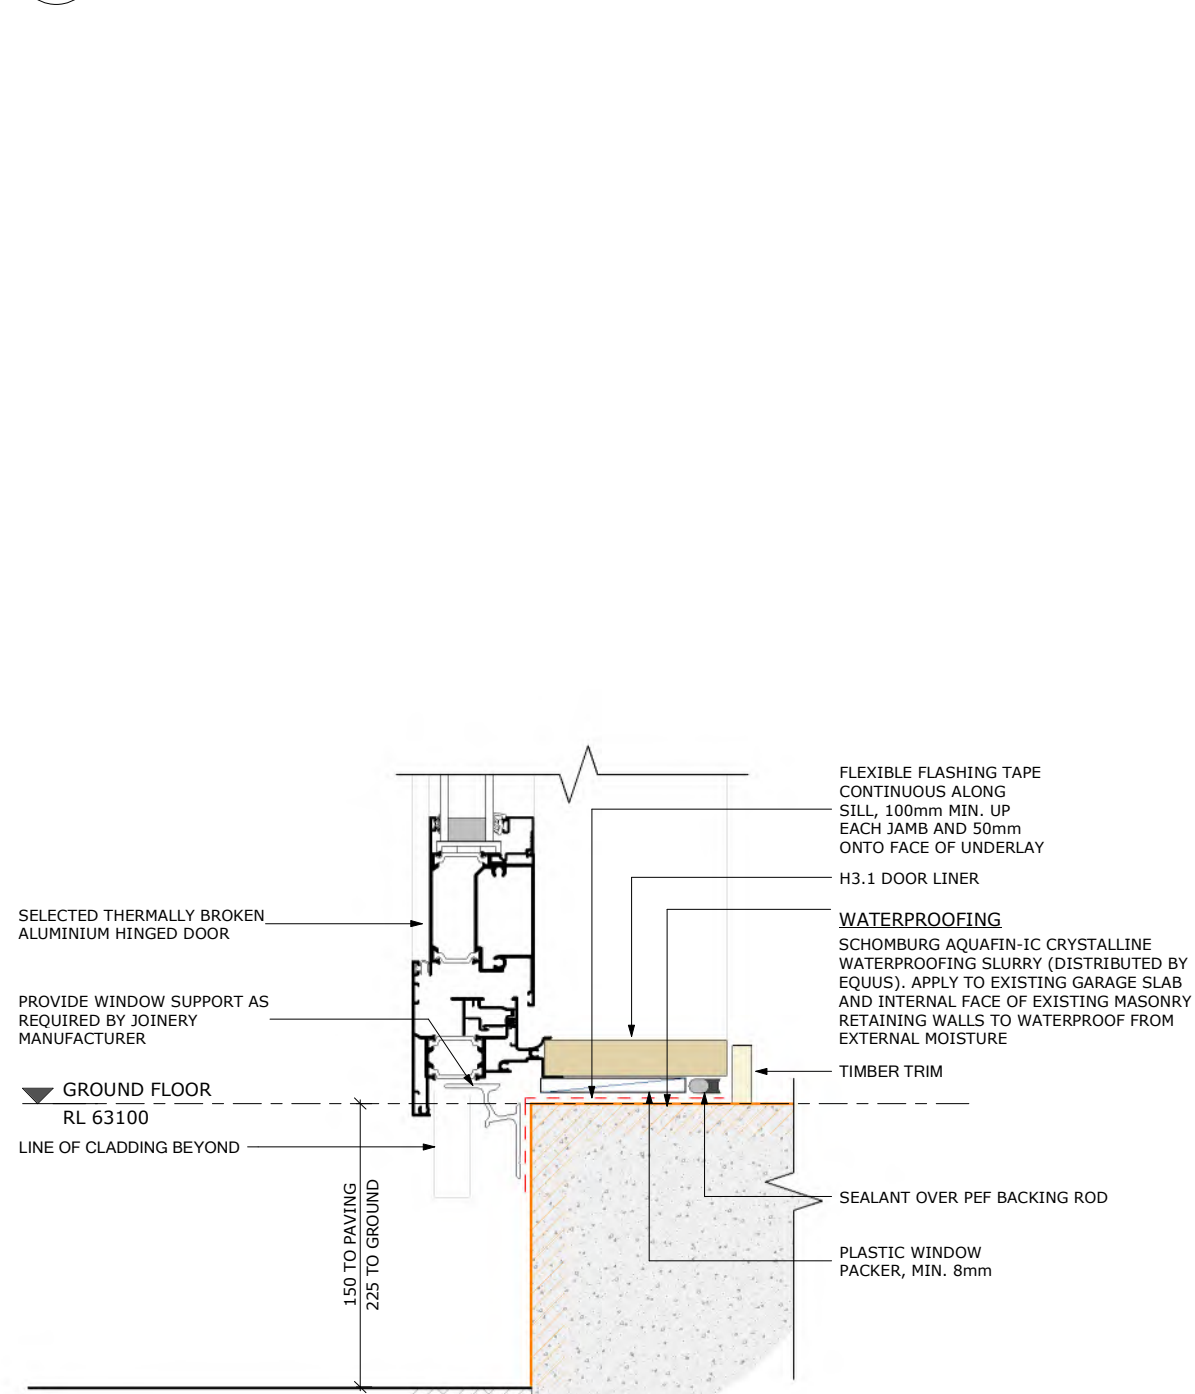 FLEXIBLE FLASHING TAPE
CONTINUOUS ALONG
SILL, 100mm MIN. UP
EACH JAMB AND 50mm
ONTO FACE OF UNDERLAY
H3.1 DOOR LINER
WATERPROOFING
SCHOMBURG AQUAFIN-IC CRYSTALLINE
WATERPROOFING SLURRY (DISTRIBUTED BY
EQUUS). APPLY TO EXISTING GARAGE SLAB
AND INTERNAL FACE OF EXISTING MASONRY
RETAINING WALLS TO WATERPROOF FROM
EXTERNAL MOISTURE
TIMBER TRIM
SEALANT OVER PEF BACKING ROD
PLASTIC WINDOW
PACKER, MIN. 8mm
SELECTED THERMALLY BROKEN
ALUMINIUM HINGED DOOR
PROVIDE WINDOW SUPPORT AS
REQUIRED BY JOINERY
MANUFACTURER
GROUND FLOOR
RL 63100
LINE OF CLADDING BEYOND
150 TO PAVING
225 TO GROUND